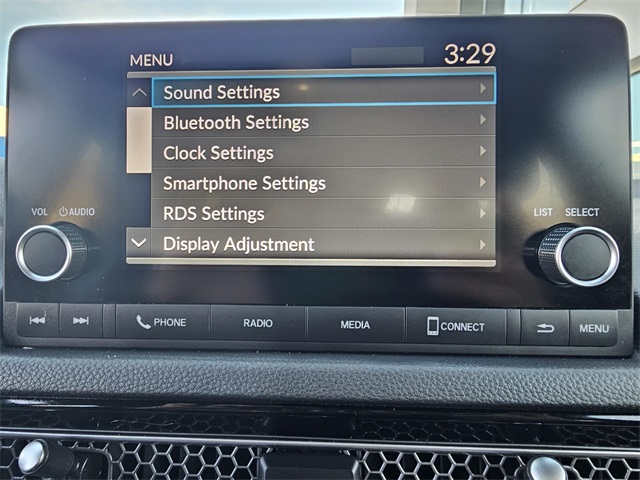 MENU 3:29
Sound Settings
Bluetooth Settings
Clock Settings
Smartphone Settings
RDS Settings
Display Adjustment
VOL AUDIO
LIST SELECT
PHONE RADIO MEDIA CONNECT MENU